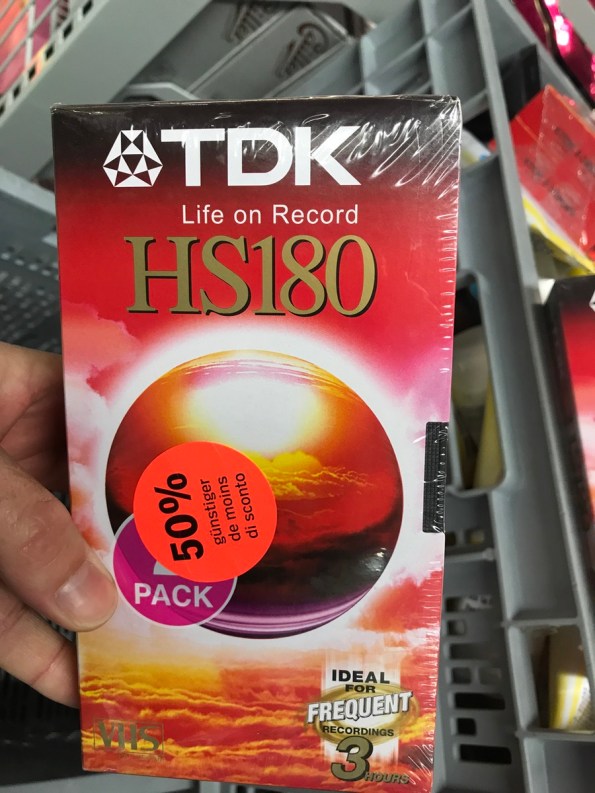 TDK
Life on Record
HS180
50%
günstiger
de moins
di sconto
PACK
IDEAL
FOR
FREQUENT
RECORDINGS
3
HOURS
VHS